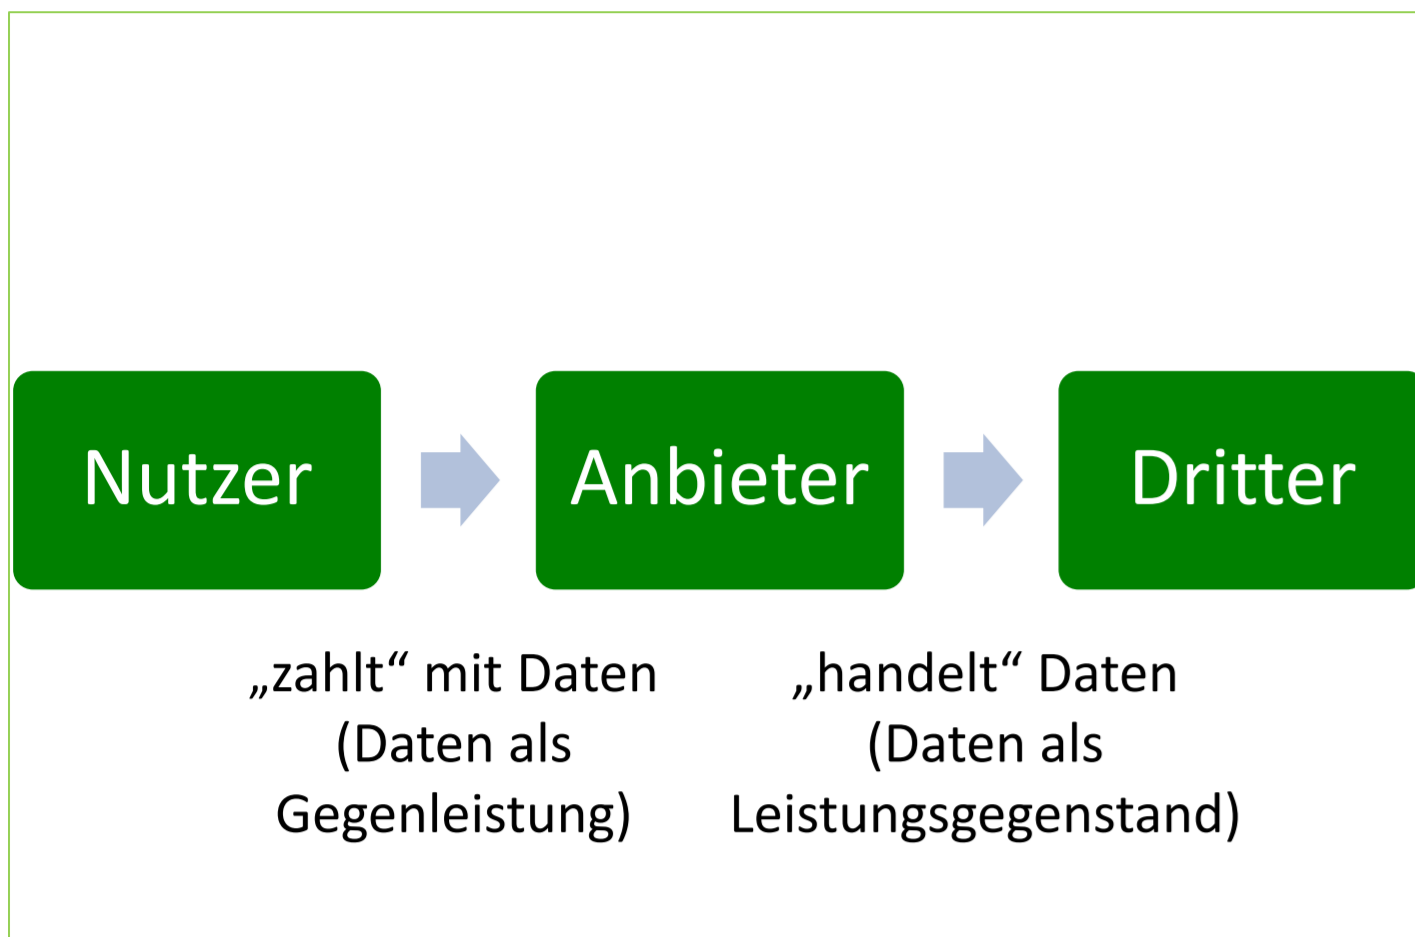 Nutzer
Anbieter
Dritter
„zahlt“ mit Daten
(Daten als
Gegenleistung)
„handelt“ Daten
(Daten als
Leistungsgegenstand)